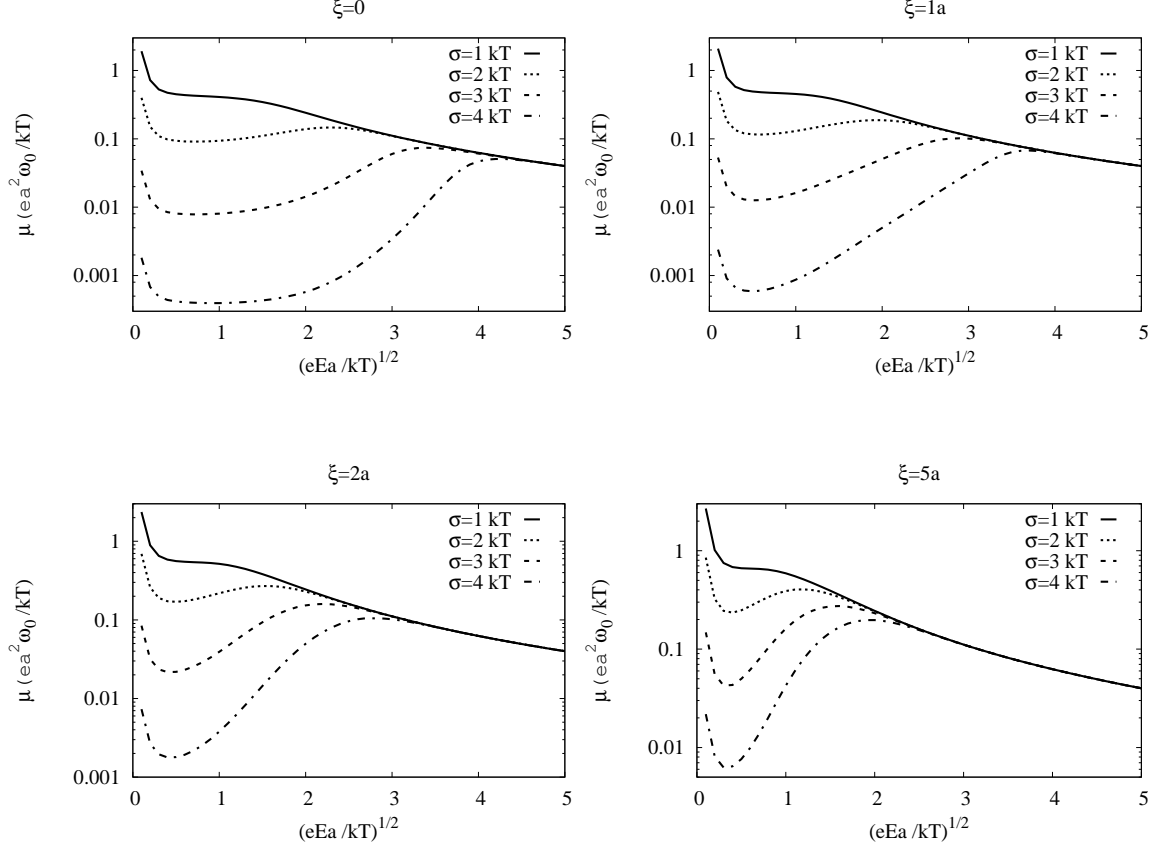 ξ=0
σ=1 kT
σ=2 kT
σ=3 kT
σ=4 kT
1
0.1
0.01
0.001
μ (ea²ω₀/kT)
0 1 2 3 4 5
(eEa /kT)^1/2
ξ=1a
σ=1 kT
σ=2 kT
σ=3 kT
σ=4 kT
1
0.1
0.01
0.001
μ (ea²ω₀/kT)
0 1 2 3 4 5
(eEa /kT)^1/2
ξ=2a
σ=1 kT
σ=2 kT
σ=3 kT
σ=4 kT
1
0.1
0.01
0.001
μ (ea²ω₀/kT)
0 1 2 3 4 5
(eEa /kT)^1/2
ξ=5a
σ=1 kT
σ=2 kT
σ=3 kT
σ=4 kT
1
0.1
0.01
μ (ea²ω₀/kT)
0 1 2 3 4 5
(eEa /kT)^1/2